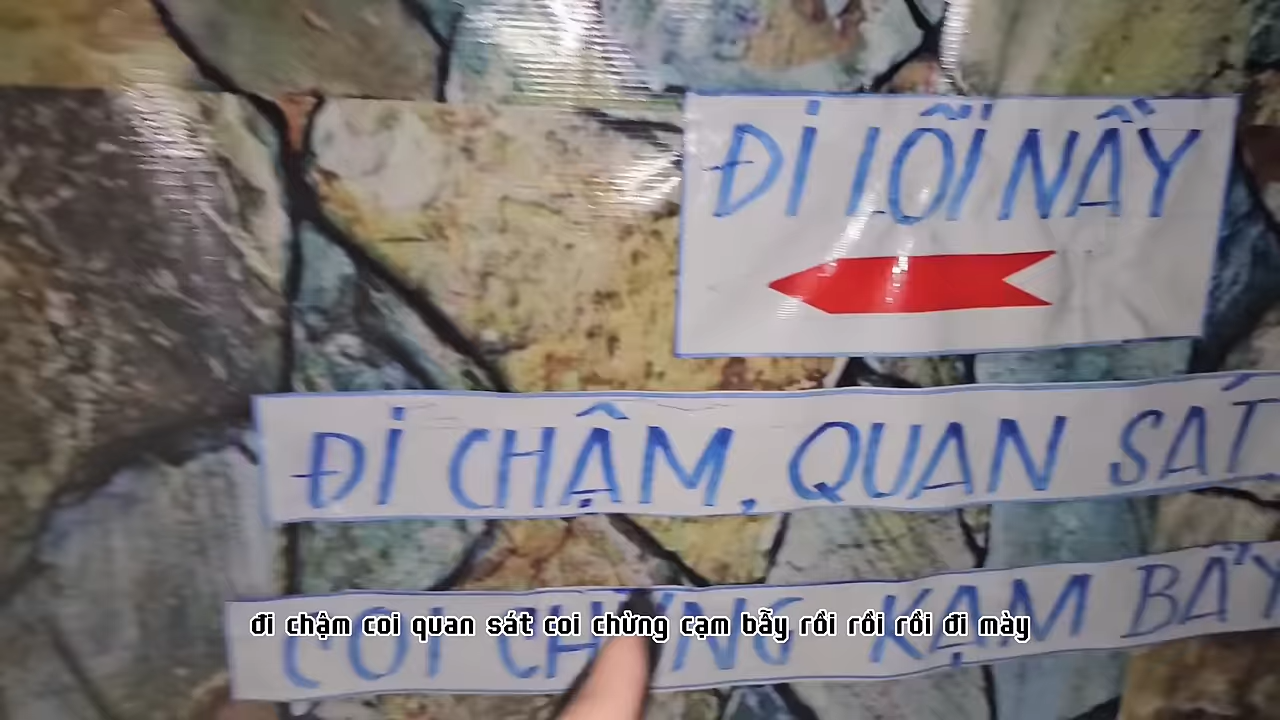 ĐI LỐI NẦY
ĐI CHẬM, QUAN SÁT
COI CHỪNG KẠM BẨY
đi chậm coi quan sát coi chừng cạm bẫy rồi rồi rồi đi mày